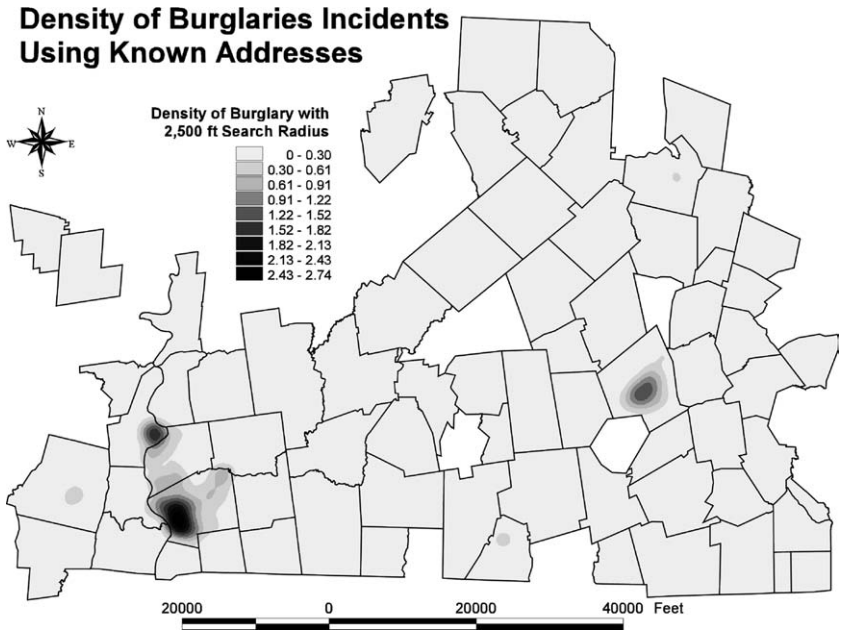 Density of Burglaries Incidents
Using Known Addresses
N
W E
S
Density of Burglary with
2,500 ft Search Radius
0 - 0.30
0.30 - 0.61
0.61 - 0.91
0.91 - 1.22
1.22 - 1.52
1.52 - 1.82
1.82 - 2.13
2.13 - 2.43
2.43 - 2.74
20000 0 20000 40000 Feet